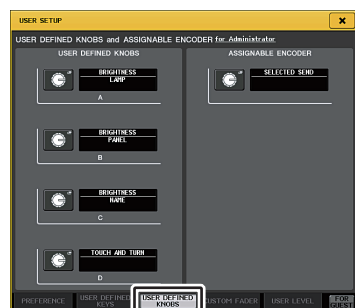 USER SETUP
USER DEFINED KNOBS and ASSIGNABLE ENCODER for Administrator
USER DEFINED KNOBS
ASSIGNABLE ENCODER
BRIGHTNESS
LAMP
A
SELECTED SEND
BRIGHTNESS
PANEL
B
BRIGHTNESS
NAME
C
TOUCH AND TURN
D
PREFERENCE
USER DEFINED
KEYS
USER DEFINED
KNOBS
CUSTOM FADER
USER LEVEL
FOR
GUEST